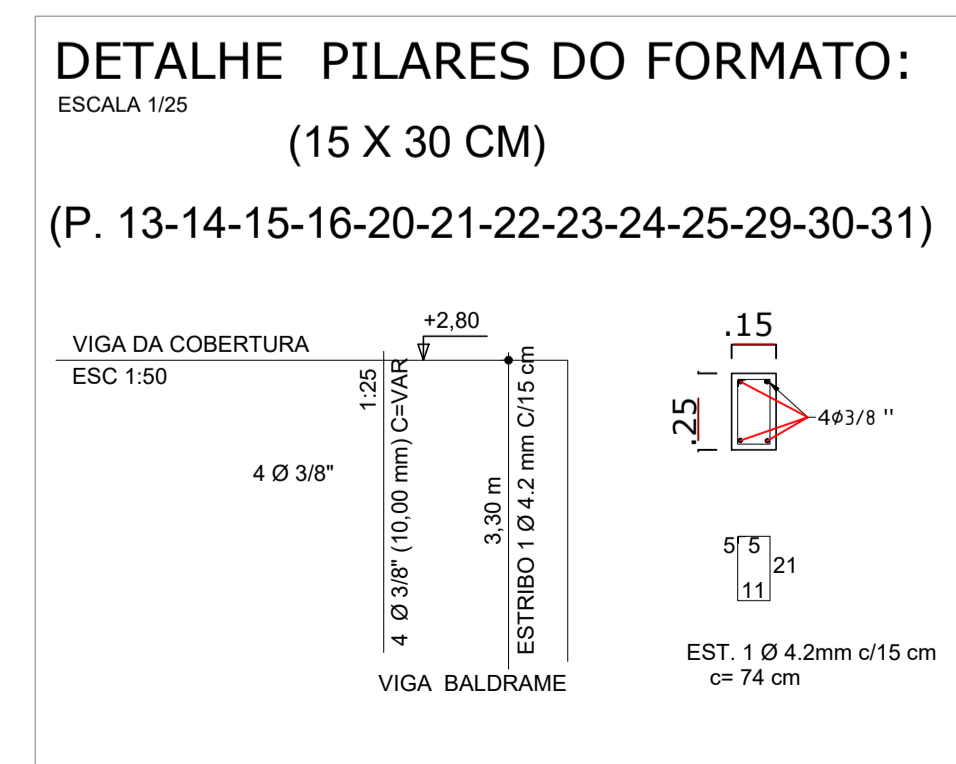 DETALHE PILARES DO FORMATO:
ESCALA 1/25
(15 X 30 CM)
(P. 13-14-15-16-20-21-22-23-24-25-29-30-31)
+2,80
VIGA DA COBERTURA
ESC 1:50
1:25
4 Ø 3/8"
4 Ø 3/8" (10,00 mm) C=VAR
3,30 m
ESTRIBO 1 Ø 4.2 mm C/15 cm
VIGA BALDRAME
.15
.25
4ø3/8 "
5 5
21
11
EST. 1 Ø 4.2mm c/15 cm
c= 74 cm